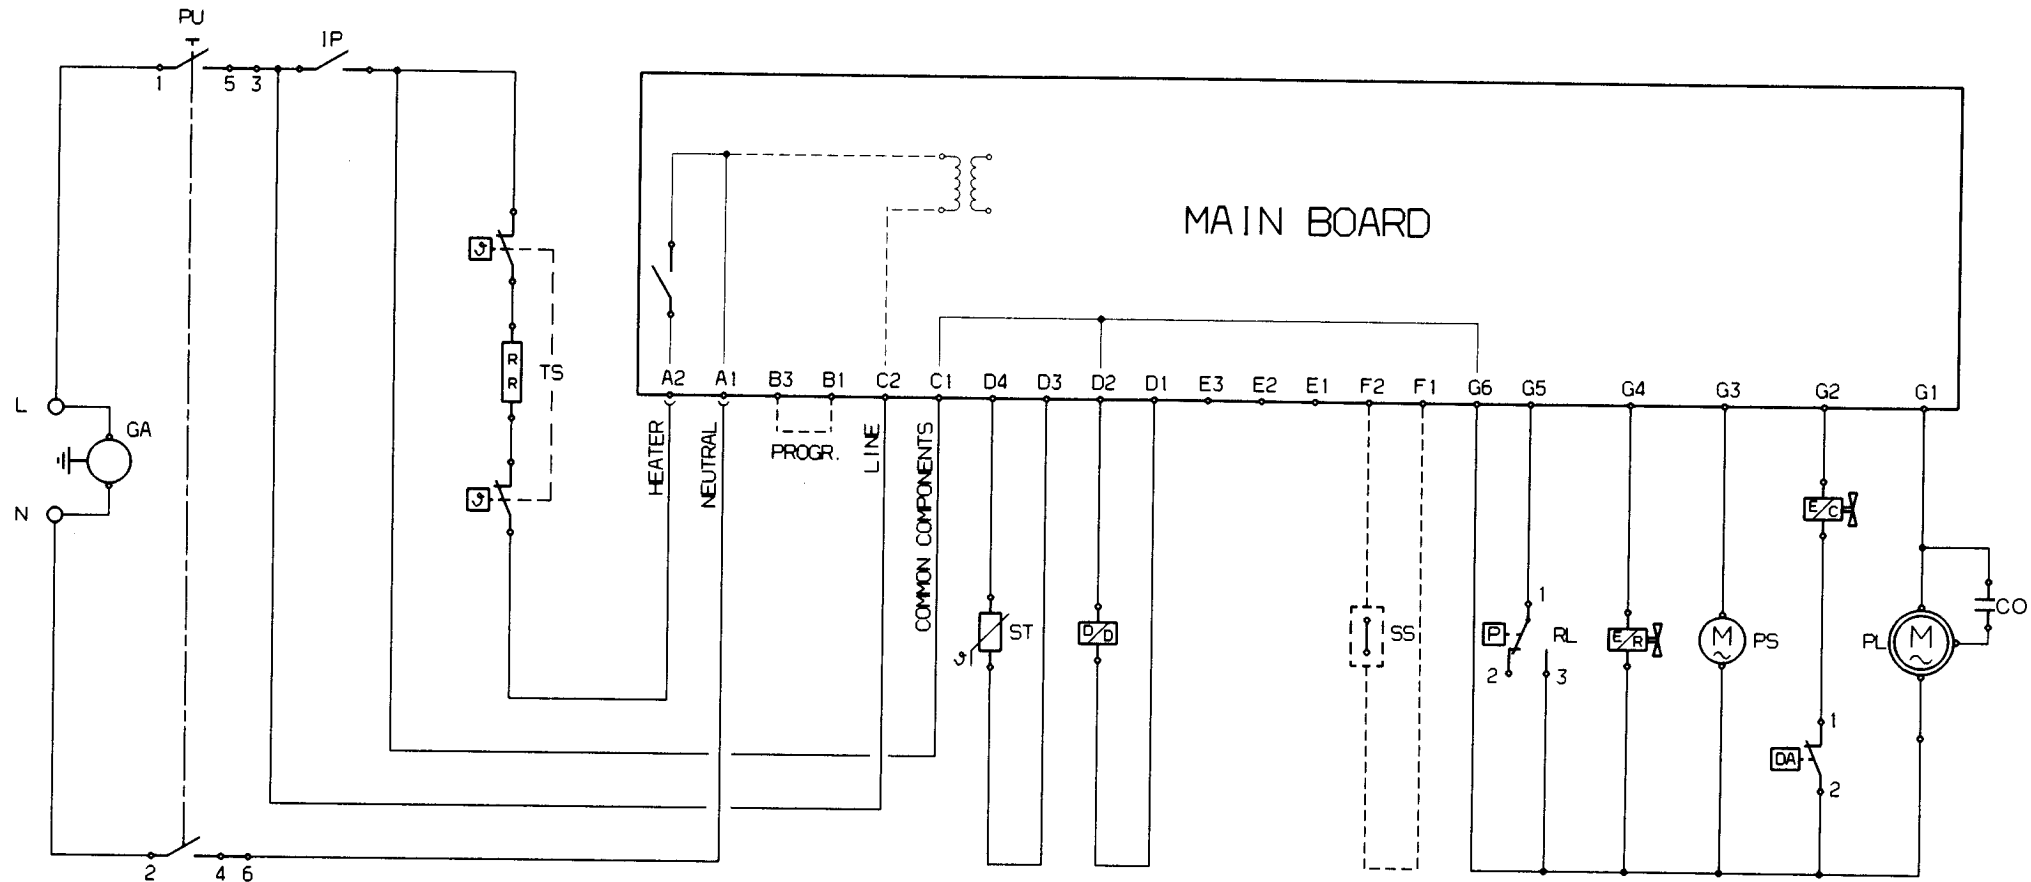 PU
IP
1
5 3
MAIN BOARD
ϑ
R
R
TS
L
GA
N
ϑ
A2 A1 B3 B1 C2 C1 D4 D3 D2 D1 E3 E2 E1 F2 F1 G6 G5 G4 G3 G2 G1
HEATER
NEUTRAL
PROGR.
LINE
COMMON COMPONENTS
E/C
1
CO
ST
ϑ
D/D
SS
P
RL
2
3
E/R
M
PS
PL
M
1
DA
2
2
4 6